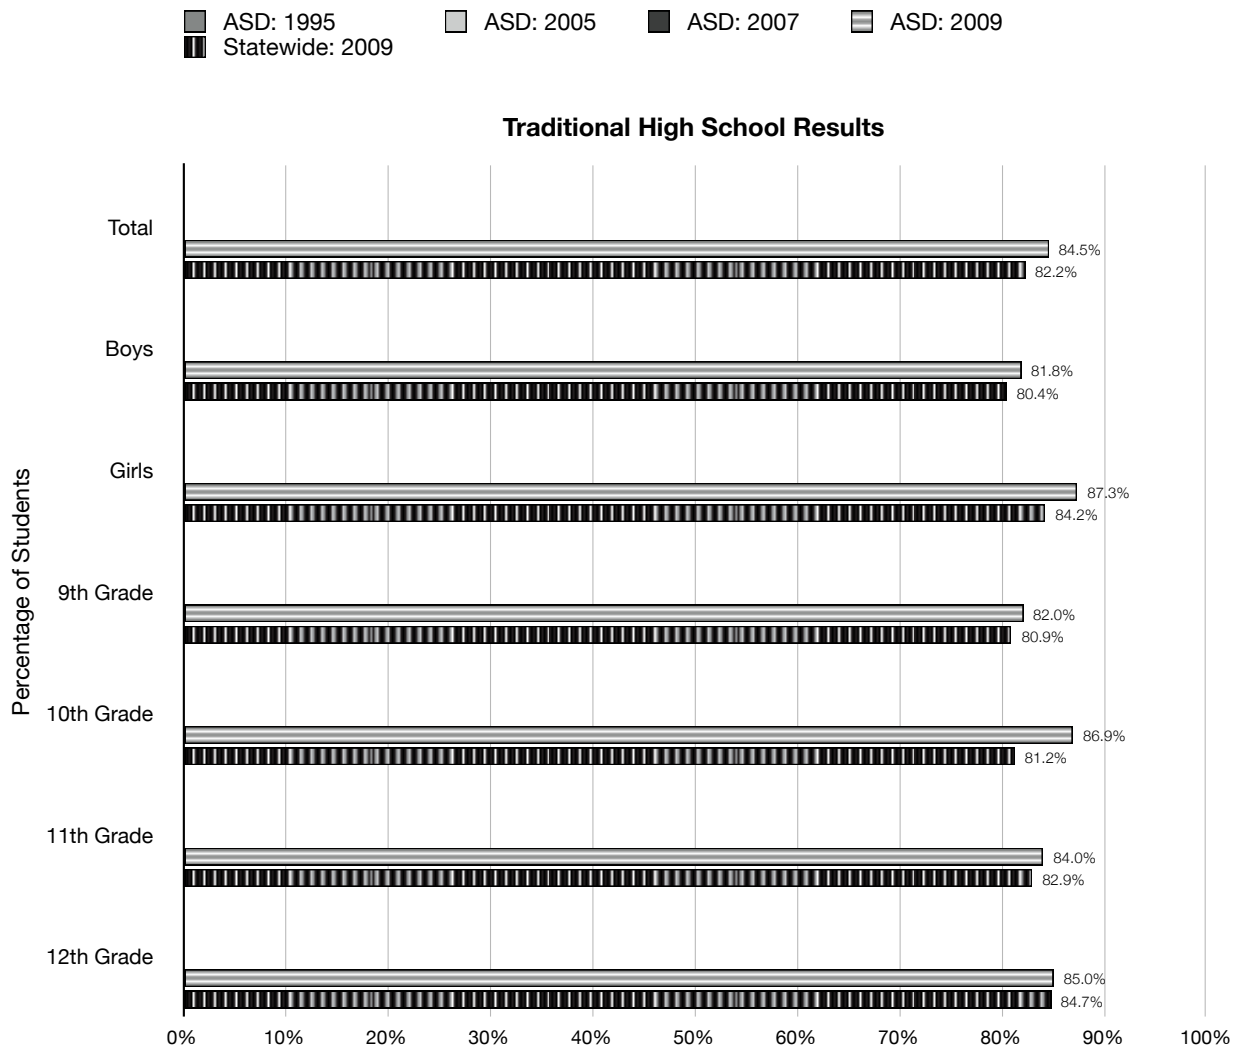 ASD: 1995 ASD: 2005 ASD: 2007 ASD: 2009
Statewide: 2009
Traditional High School Results
Percentage of Students
Total
84.5%
82.2%
Boys
81.8%
80.4%
Girls
87.3%
84.2%
9th Grade
82.0%
80.9%
10th Grade
86.9%
81.2%
11th Grade
84.0%
82.9%
12th Grade
85.0%
84.7%
0% 10% 20% 30% 40% 50% 60% 70% 80% 90% 100%